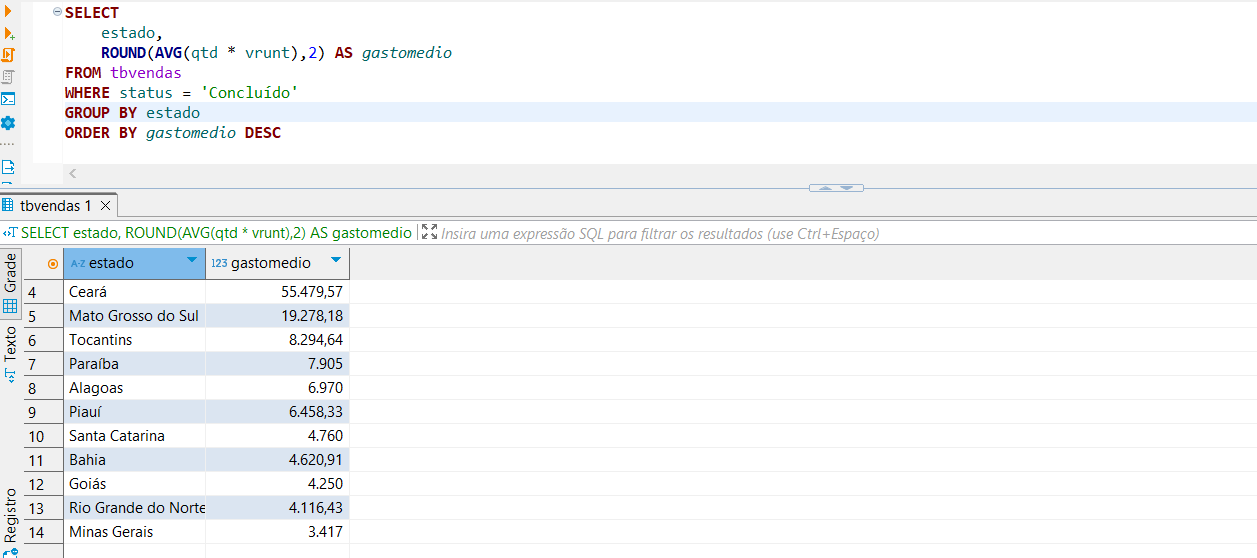 SELECT
estado,
ROUND(AVG(qtd * vrunt),2) AS gastomedio
FROM tbvendas
WHERE status = 'Concluído'
GROUP BY estado
ORDER BY gastomedio DESC
tbvendas 1
SELECT estado, ROUND(AVG(qtd * vrunt),2) AS gastomedio Insira uma expressão SQL para filtrar os resultados (use Ctrl+Espaço)
Grade
Texto
Registro
A-Z estado 123 gastomedio
4 Ceará 55.479,57
5 Mato Grosso do Sul 19.278,18
6 Tocantins 8.294,64
7 Paraíba 7.905
8 Alagoas 6.970
9 Piauí 6.458,33
10 Santa Catarina 4.760
11 Bahia 4.620,91
12 Goiás 4.250
13 Rio Grande do Norte 4.116,43
14 Minas Gerais 3.417